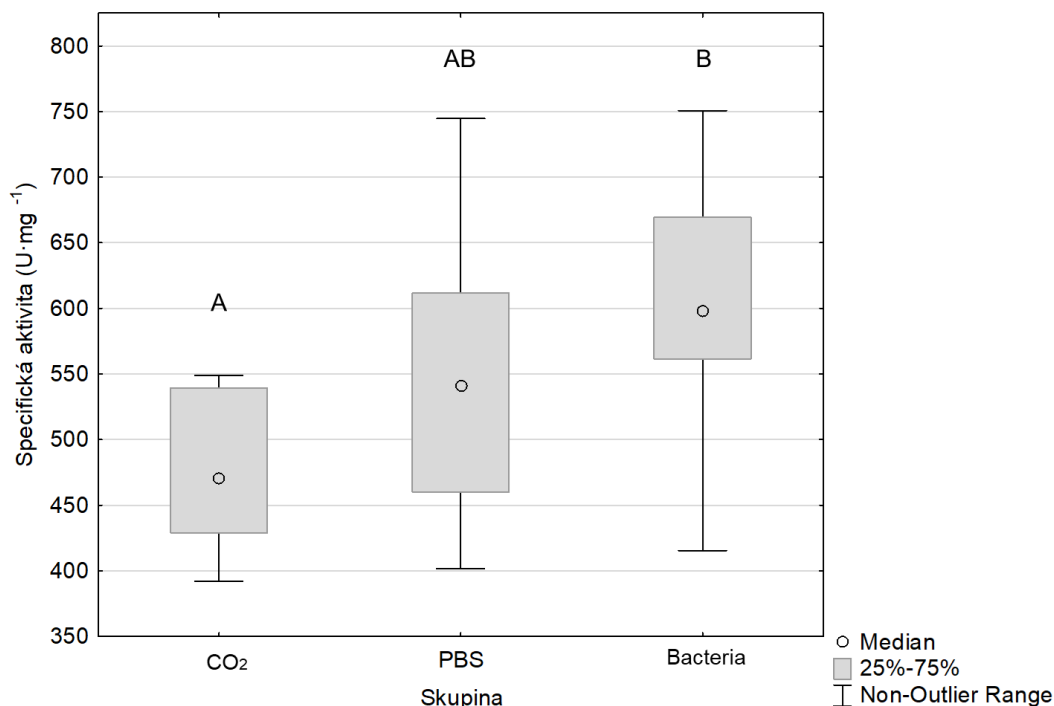 Specifická aktivita (U·mg ⁻¹)
800
750
700
650
600
550
500
450
400
350
A
AB
B
CO₂
PBS
Bacteria
Skupina
Median
25%-75%
Non-Outlier Range